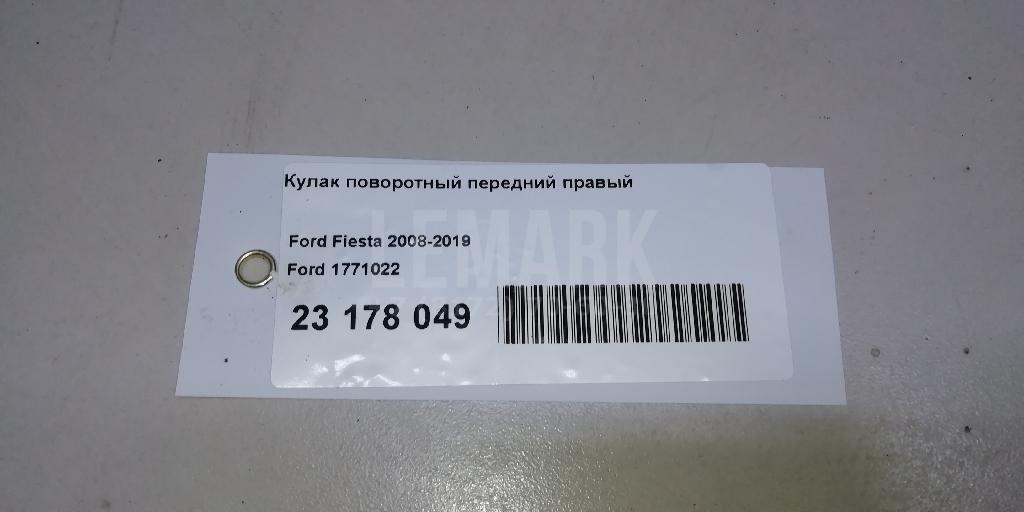 Кулак поворотный передний правый
LEMARK
Ford Fiesta 2008-2019
Ford 1771022
23 178 049